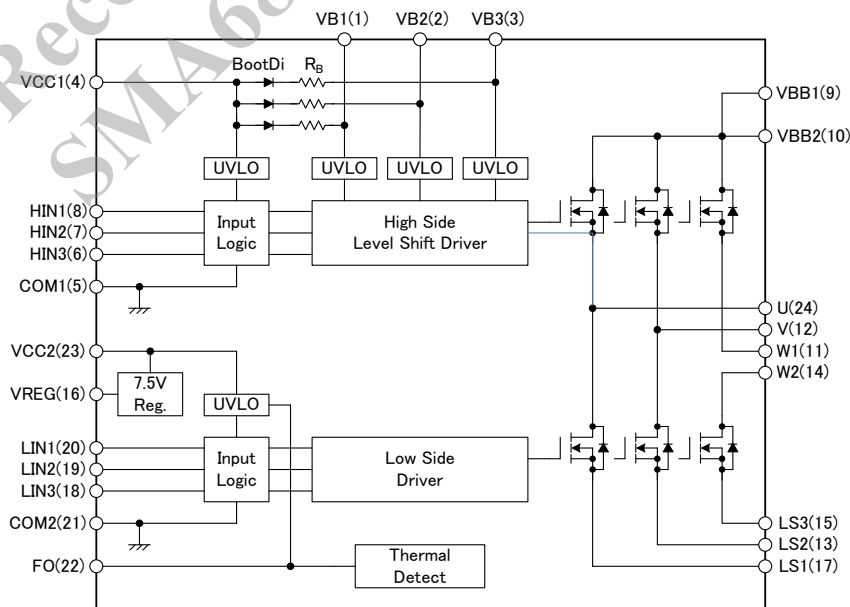 VB1(1) VB2(2) VB3(3)
BootDi RB
VCC1(4)
VBB1(9)
VBB2(10)
UVLO UVLO UVLO UVLO
HIN1(8)
HIN2(7)
HIN3(6)
Input
Logic
High Side
Level Shift Driver
COM1(5)
U(24)
V(12)
W1(11)
W2(14)
VCC2(23)
VREG(16)
7.5V
Reg.
UVLO
LIN1(20)
LIN2(19)
LIN3(18)
Input
Logic
Low Side
Driver
COM2(21)
LS3(15)
LS2(13)
LS1(17)
FO(22)
Thermal
Detect